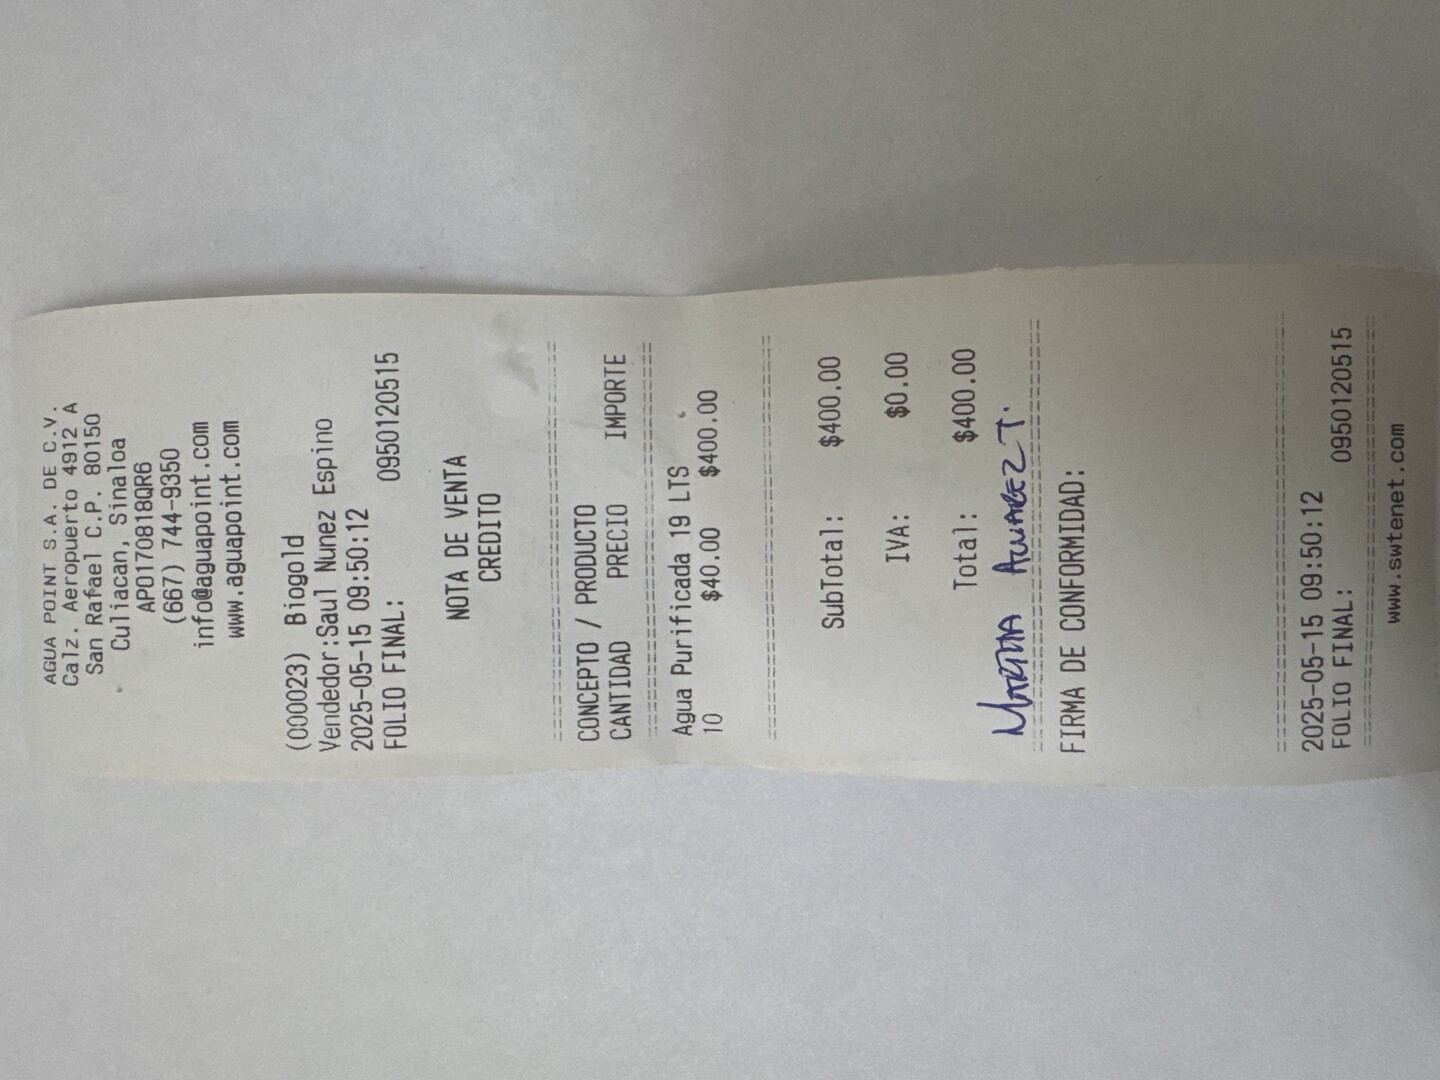 AGUA POINT S.A. DE C.V.
Calz. Aeropuerto 4912 A
San Rafael C.P. 80150
Culiacan, Sinaloa
APO170818QR6
(667) 744-9350
info@aguapoint.com
www.aguapoint.com
(000023) Biogold
Vendedor:Saul Nunez Espino
2025-05-15 09:50:12
FOLIO FINAL: 0950120515
NOTA DE VENTA
CREDITO
CONCEPTO / PRODUCTO
CANTIDAD PRECIO IMPORTE
Agua Purificada 19 LTS
10 $40.00 $400.00
SubTotal: $400.00
IVA: $0.00
Total: $400.00
MARTHA ALVAREZ T.
FIRMA DE CONFORMIDAD:
2025-05-15 09:50:12
FOLIO FINAL: 0950120515
www.swtenet.com